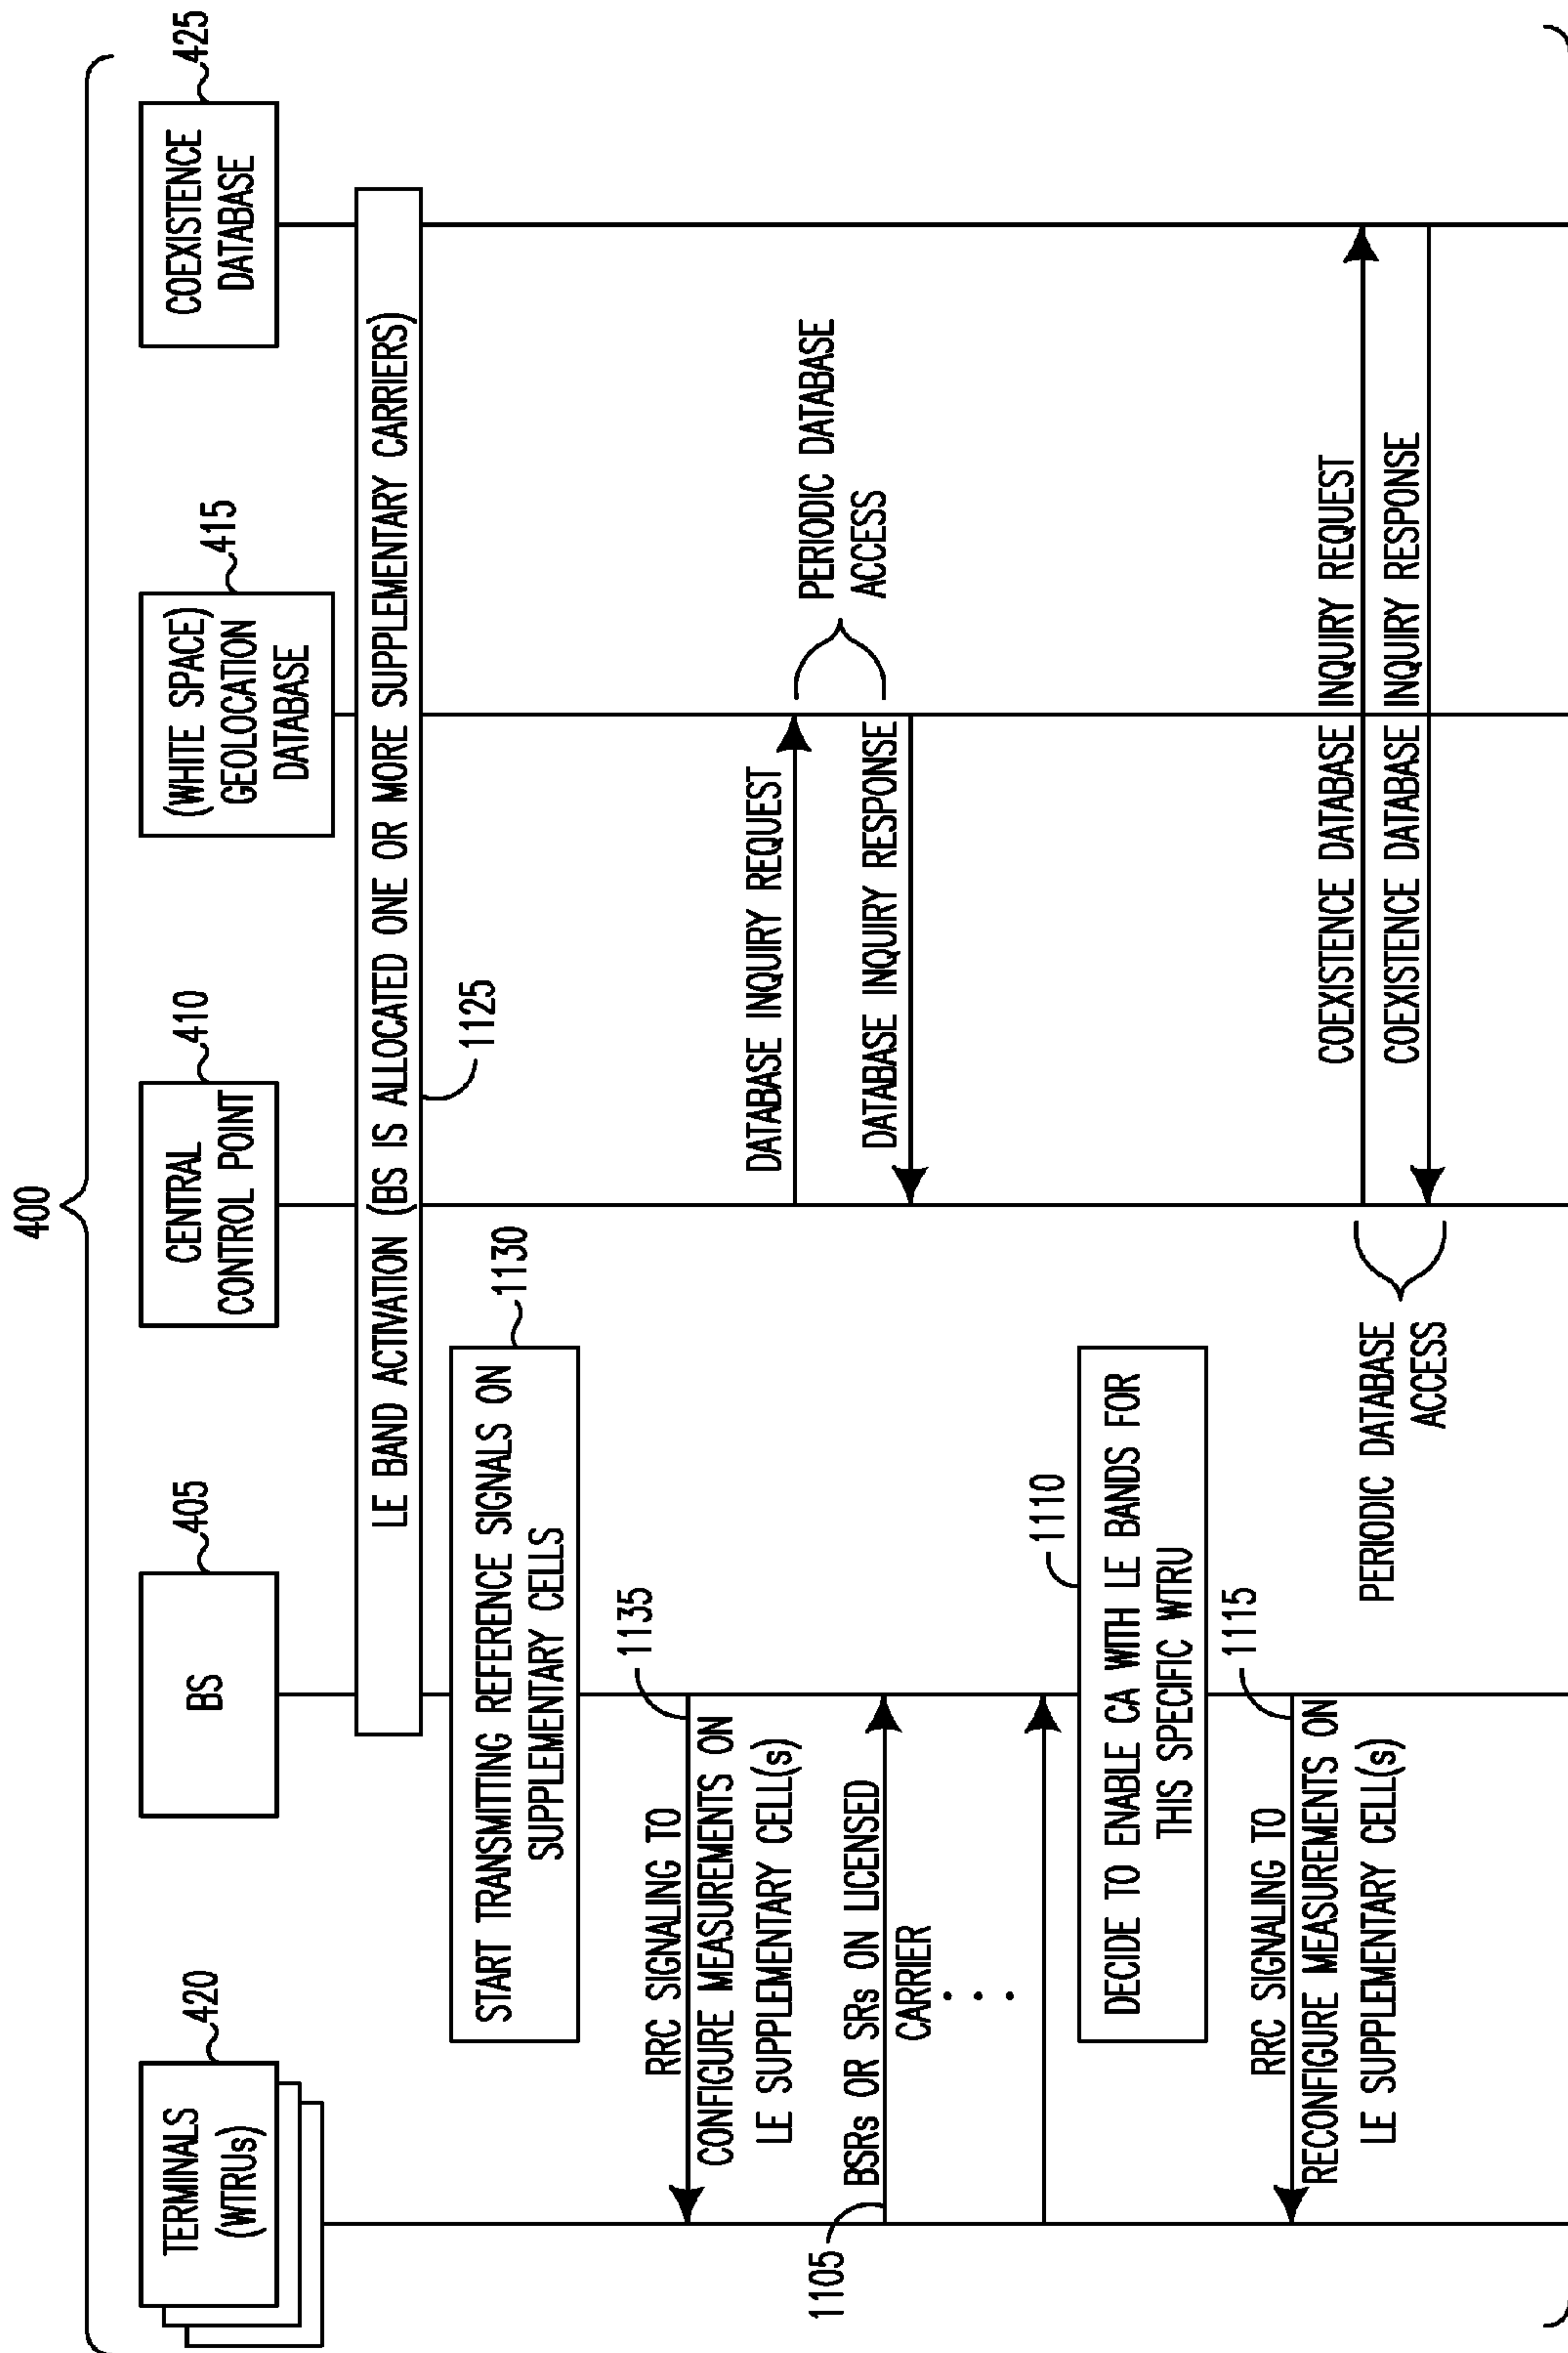 400
TERMINALS
(WTRUs)
420
BS
405
CENTRAL
CONTROL POINT
410
(WHITE SPACE)
GEOLOCATION
DATABASE
415
COEXISTENCE
DATABASE
425
LE BAND ACTIVATION (BS IS ALLOCATED ONE OR MORE SUPPLEMENTARY CARRIERS)
1125
START TRANSMITTING REFERENCE SIGNALS ON
SUPPLEMENTARY CELLS
1130
RRC SIGNALING TO
CONFIGURE MEASUREMENTS ON
LE SUPPLEMENTARY CELL(s)
1135
DATABASE INQUIRY REQUEST
DATABASE INQUIRY RESPONSE
PERIODIC DATABASE
ACCESS
1105
BSRs OR SRs ON LICENSED
CARRIER
1110
DECIDE TO ENABLE CA WITH LE BANDS FOR
THIS SPECIFIC WTRU
1115
RRC SIGNALING TO
RECONFIGURE MEASUREMENTS ON
LE SUPPLEMENTARY CELL(s)
COEXISTENCE DATABASE INQUIRY REQUEST
COEXISTENCE DATABASE INQUIRY RESPONSE
PERIODIC DATABASE
ACCESS